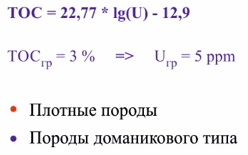 TOC = 22,77 * lg(U) - 12,9
TOCгр = 3 % => Uгр = 5 ppm
Плотные породы
Породы доманикового типа